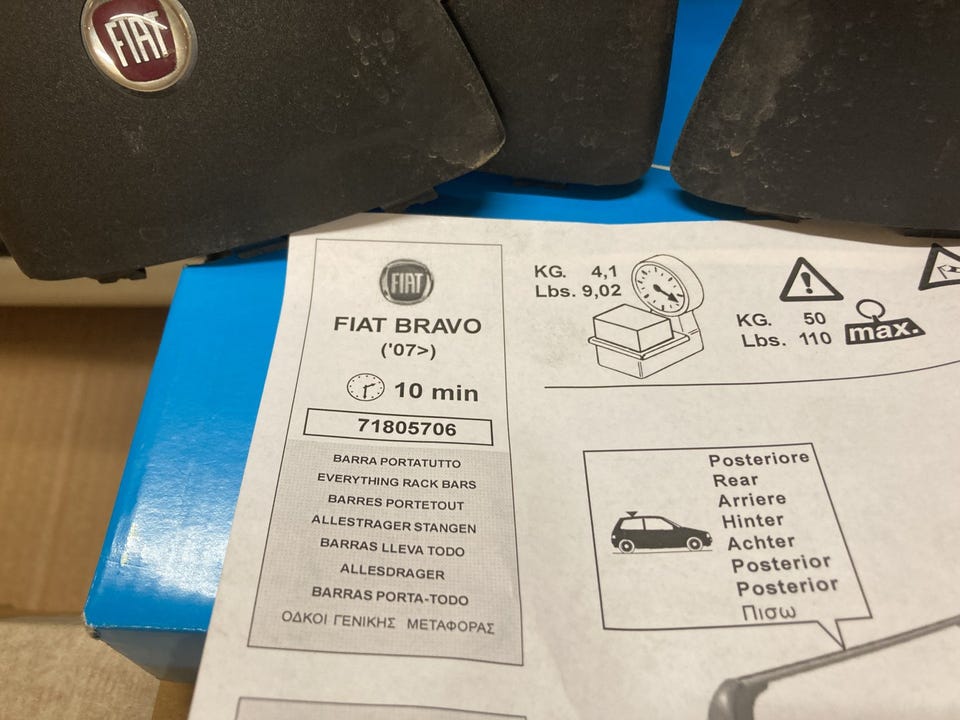 FIAT
FIAT
FIAT BRAVO
('07>)
10 min
71805706
BARRA PORTATUTTO
EVERYTHING RACK BARS
BARRES PORTETOUT
ALLESTRAGER STANGEN
BARRAS LLEVA TODO
ALLESDRAGER
BARRAS PORTA-TODO
ΟΔΚΟΙ ΓΕΝΙΚΗΣ ΜΕΤΑΦΟΡΑΣ
KG. 4,1
Lbs. 9,02
KG. 50
Lbs. 110
max.
Posteriore
Rear
Arriere
Hinter
Achter
Posterior
Posterior
Πισω